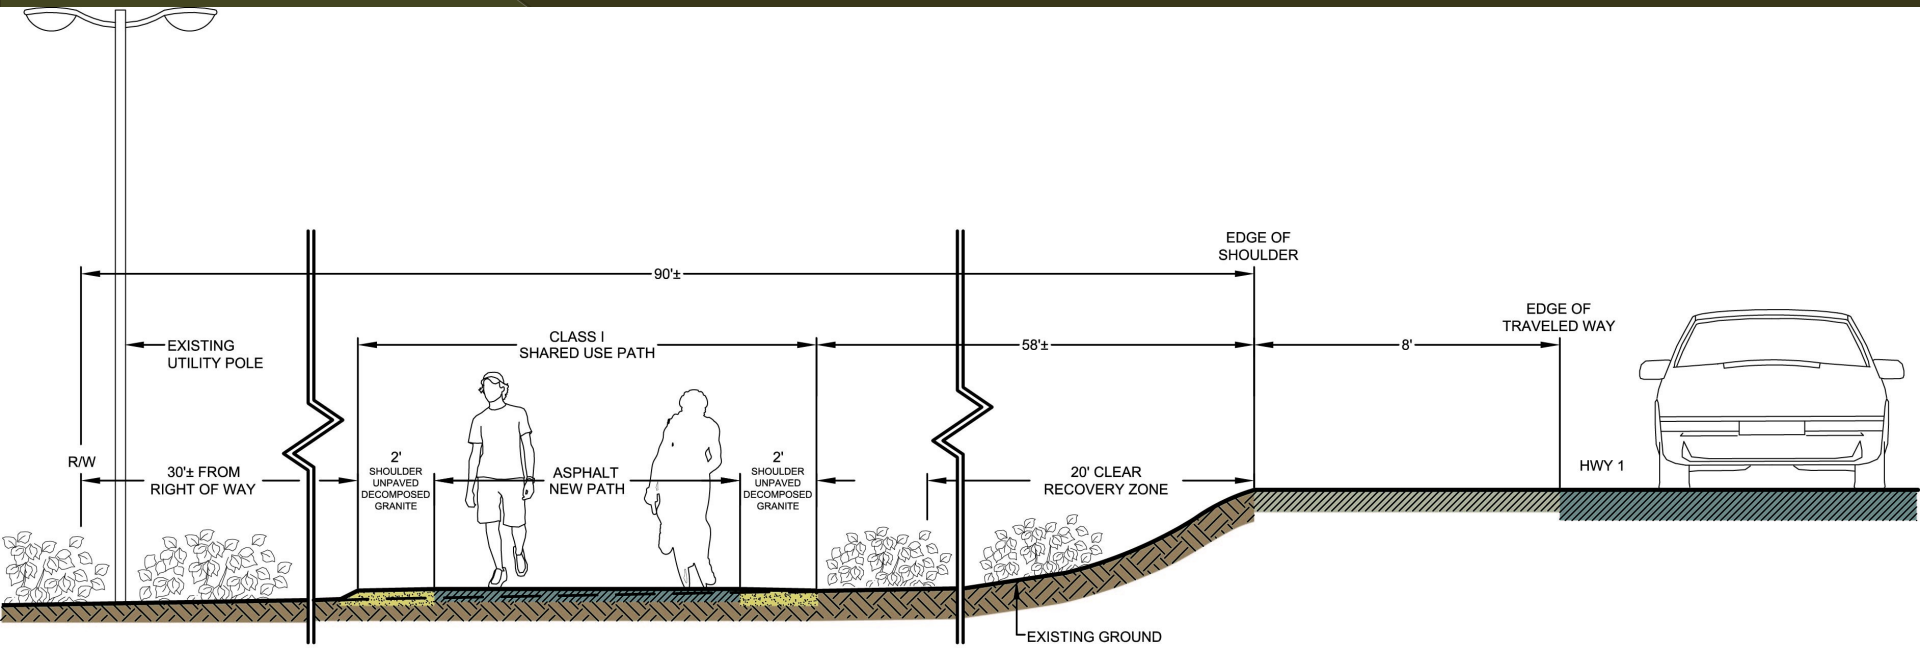 EDGE OF
SHOULDER
90'±
EDGE OF
TRAVELED WAY
EXISTING
UTILITY POLE
CLASS I
SHARED USE PATH
58'±
8'
R/W
30'± FROM
RIGHT OF WAY
2'
SHOULDER
UNPAVED
DECOMPOSED
GRANITE
ASPHALT
NEW PATH
2'
SHOULDER
UNPAVED
DECOMPOSED
GRANITE
20' CLEAR
RECOVERY ZONE
HWY 1
EXISTING GROUND